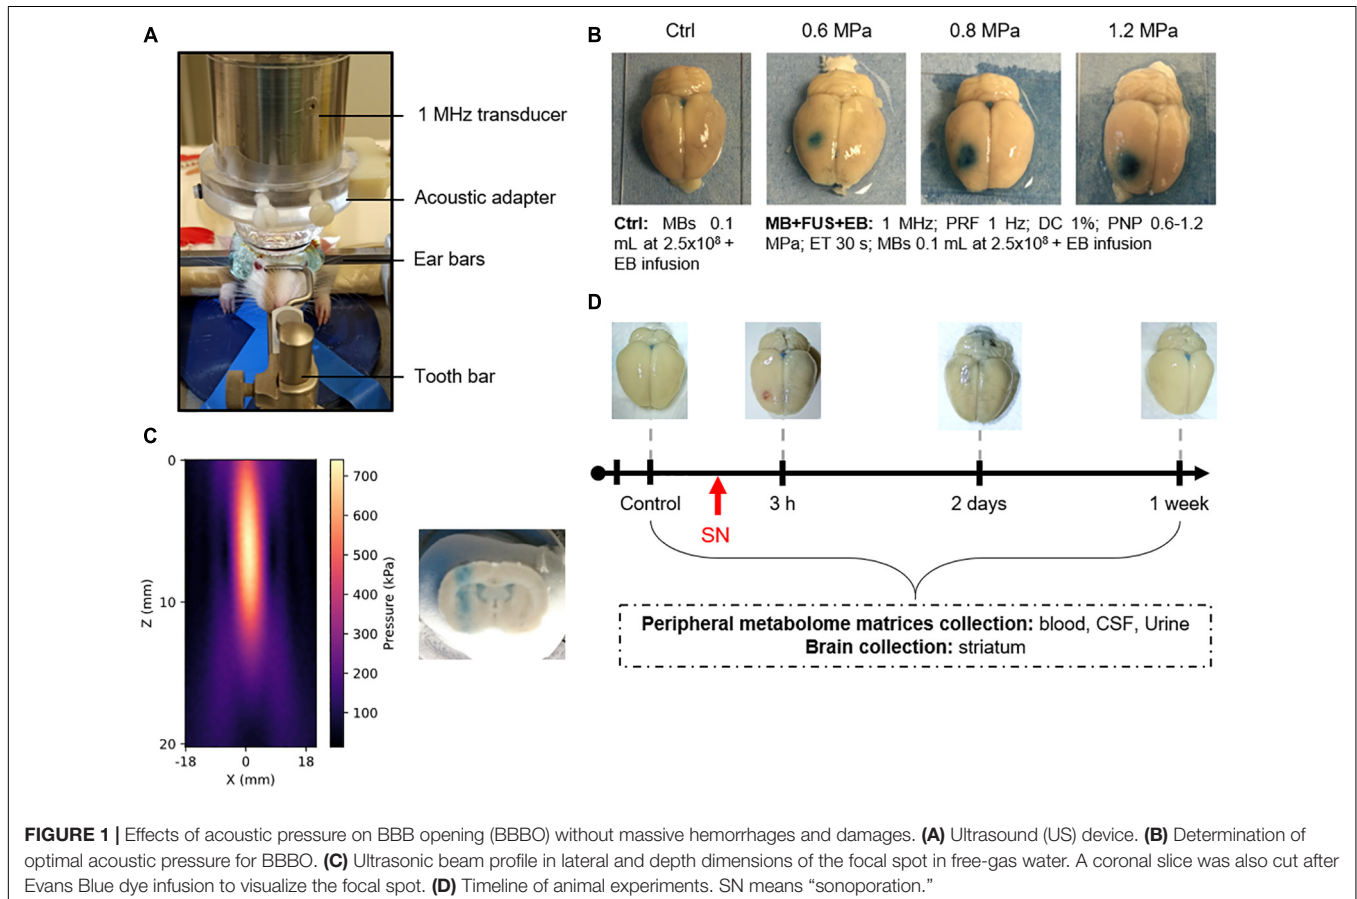 A
1 MHz transducer
Acoustic adapter
Ear bars
Tooth bar
B
Ctrl
0.6 MPa
0.8 MPa
1.2 MPa
Ctrl: MBs 0.1
mL at 2.5x10⁸ +
EB infusion
MB+FUS+EB: 1 MHz; PRF 1 Hz; DC 1%; PNP 0.6-1.2
MPa; ET 30 s; MBs 0.1 mL at 2.5x10⁸ + EB infusion
C
0
10
20
Z (mm)
-18
0
18
X (mm)
700
600
500
400
300
200
100
Pressure (kPa)
D
Control
SN
3 h
2 days
1 week
Peripheral metabolome matrices collection: blood, CSF, Urine
Brain collection: striatum
FIGURE 1 | Effects of acoustic pressure on BBB opening (BBBO) without massive hemorrhages and damages. (A) Ultrasound (US) device. (B) Determination of
optimal acoustic pressure for BBBO. (C) Ultrasonic beam profile in lateral and depth dimensions of the focal spot in free-gas water. A coronal slice was also cut after
Evans Blue dye infusion to visualize the focal spot. (D) Timeline of animal experiments. SN means “sonoporation.”